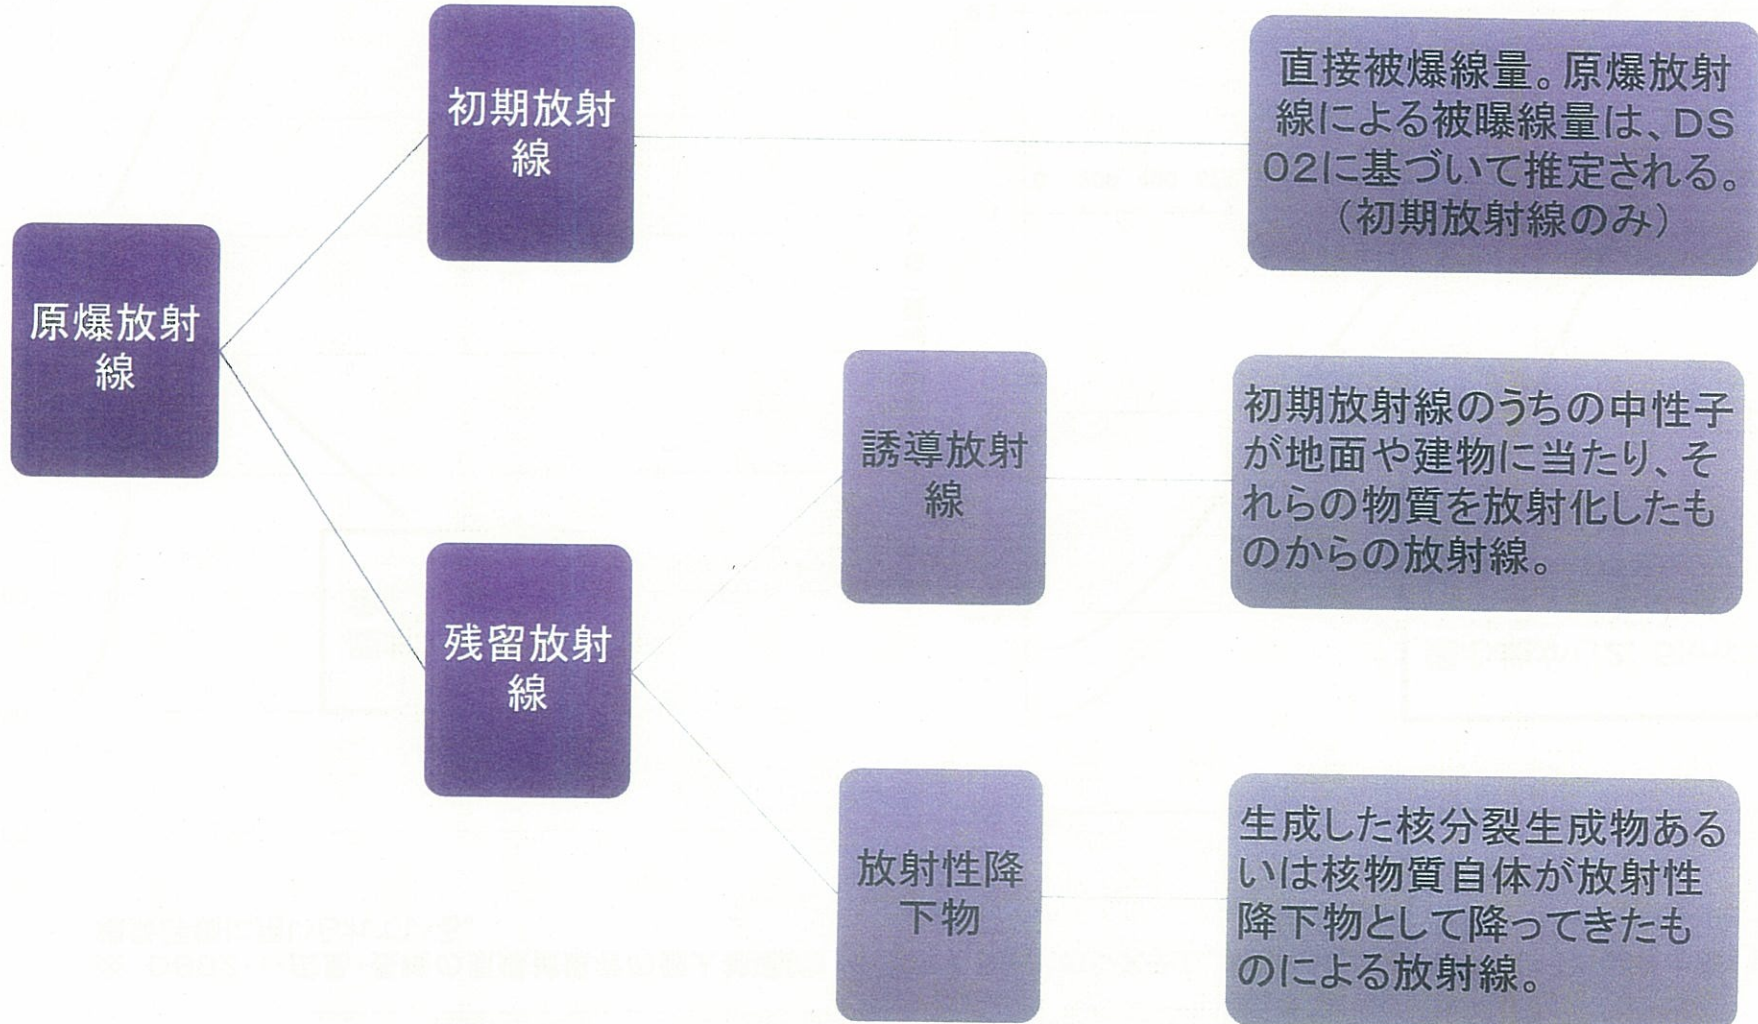 原爆放射
線
初期放射
線
直接被爆線量。原爆放射
線による被曝線量は、DS
02に基づいて推定される。
(初期放射線のみ)
残留放射
線
誘導放射
線
初期放射線のうちの中性子
が地面や建物に当たり、そ
れらの物質を放射化したも
のからの放射線。
放射性降
下物
生成した核分裂生成物ある
いは核物質自体が放射性
降下物として降ってきたも
のによる放射線。